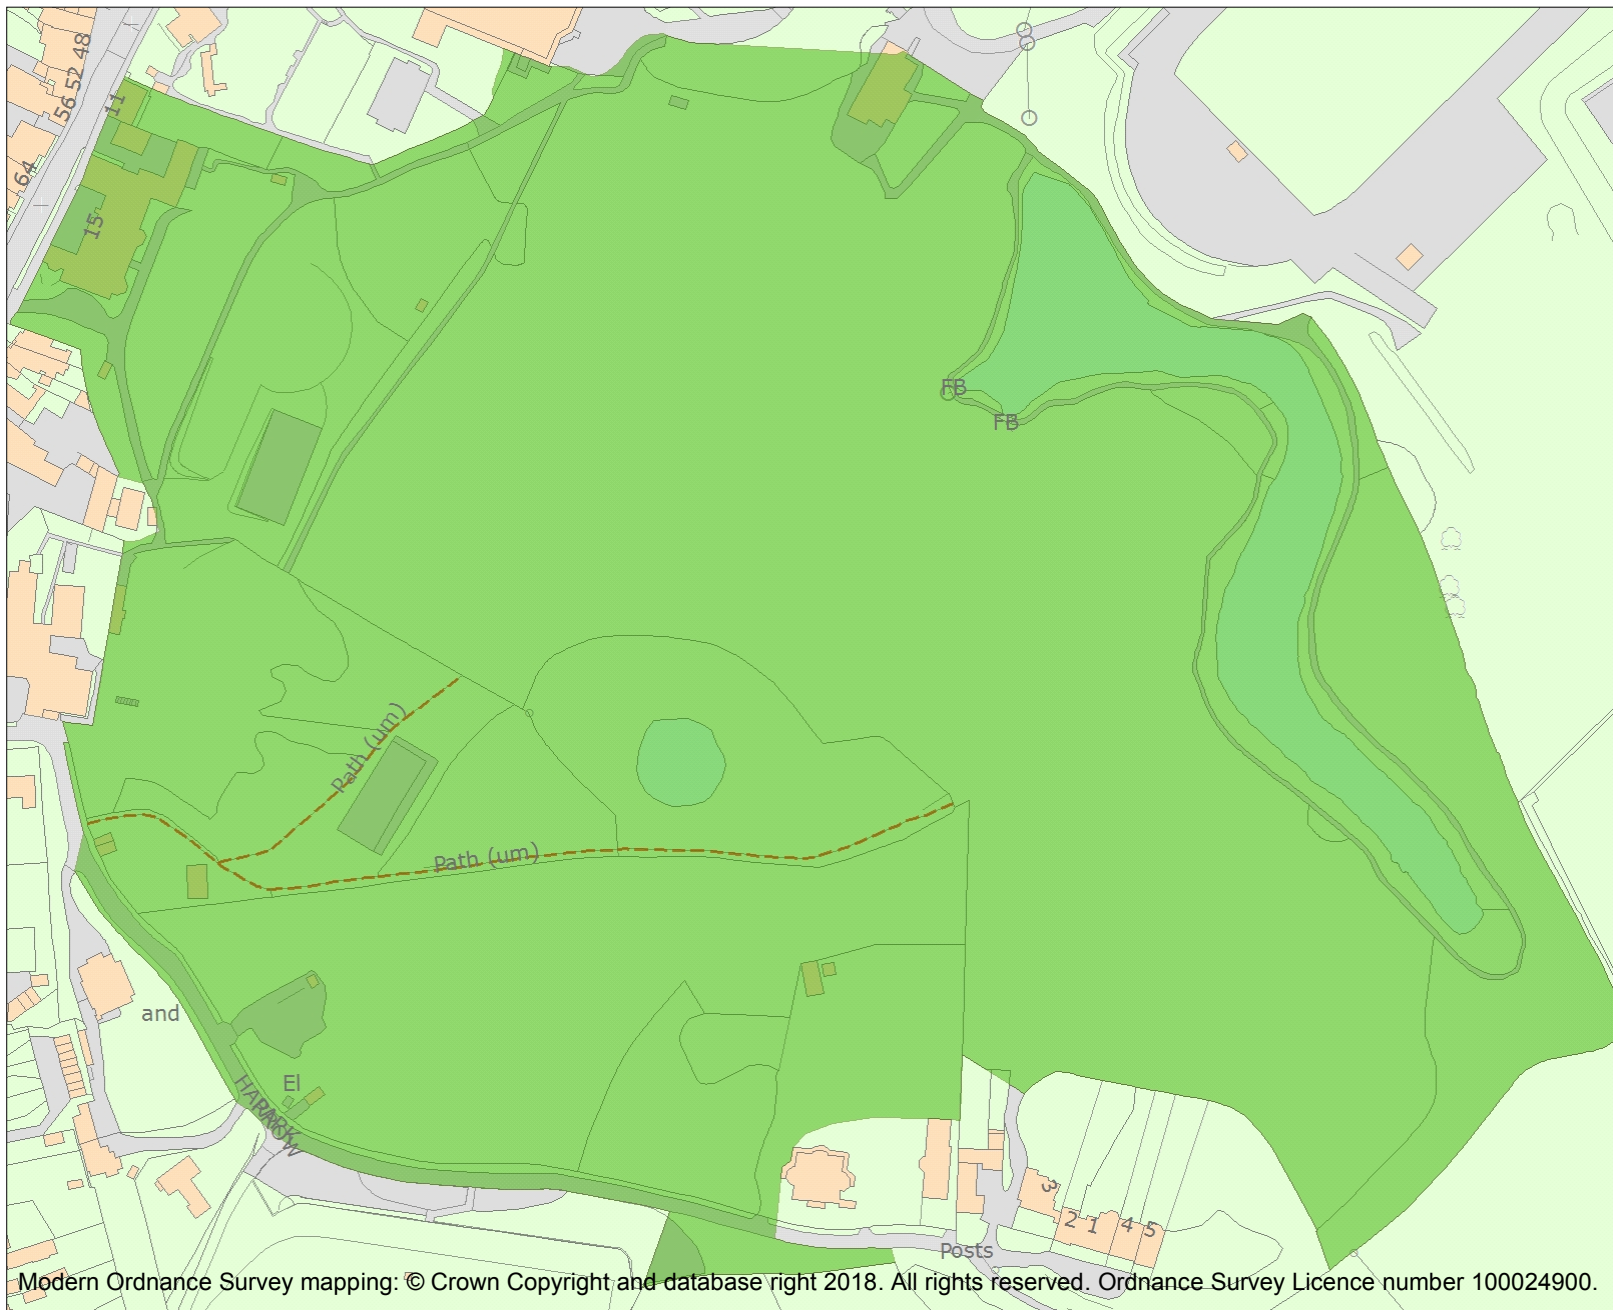 56 52 48
11
64
15
FB
FB
Path (um)
Path (um)
and
El
HARROW
PARK
3
2 1 4 5
Posts
Modern Ordnance Survey mapping: © Crown Copyright and database right 2018. All rights reserved. Ordnance Survey Licence number 100024900.